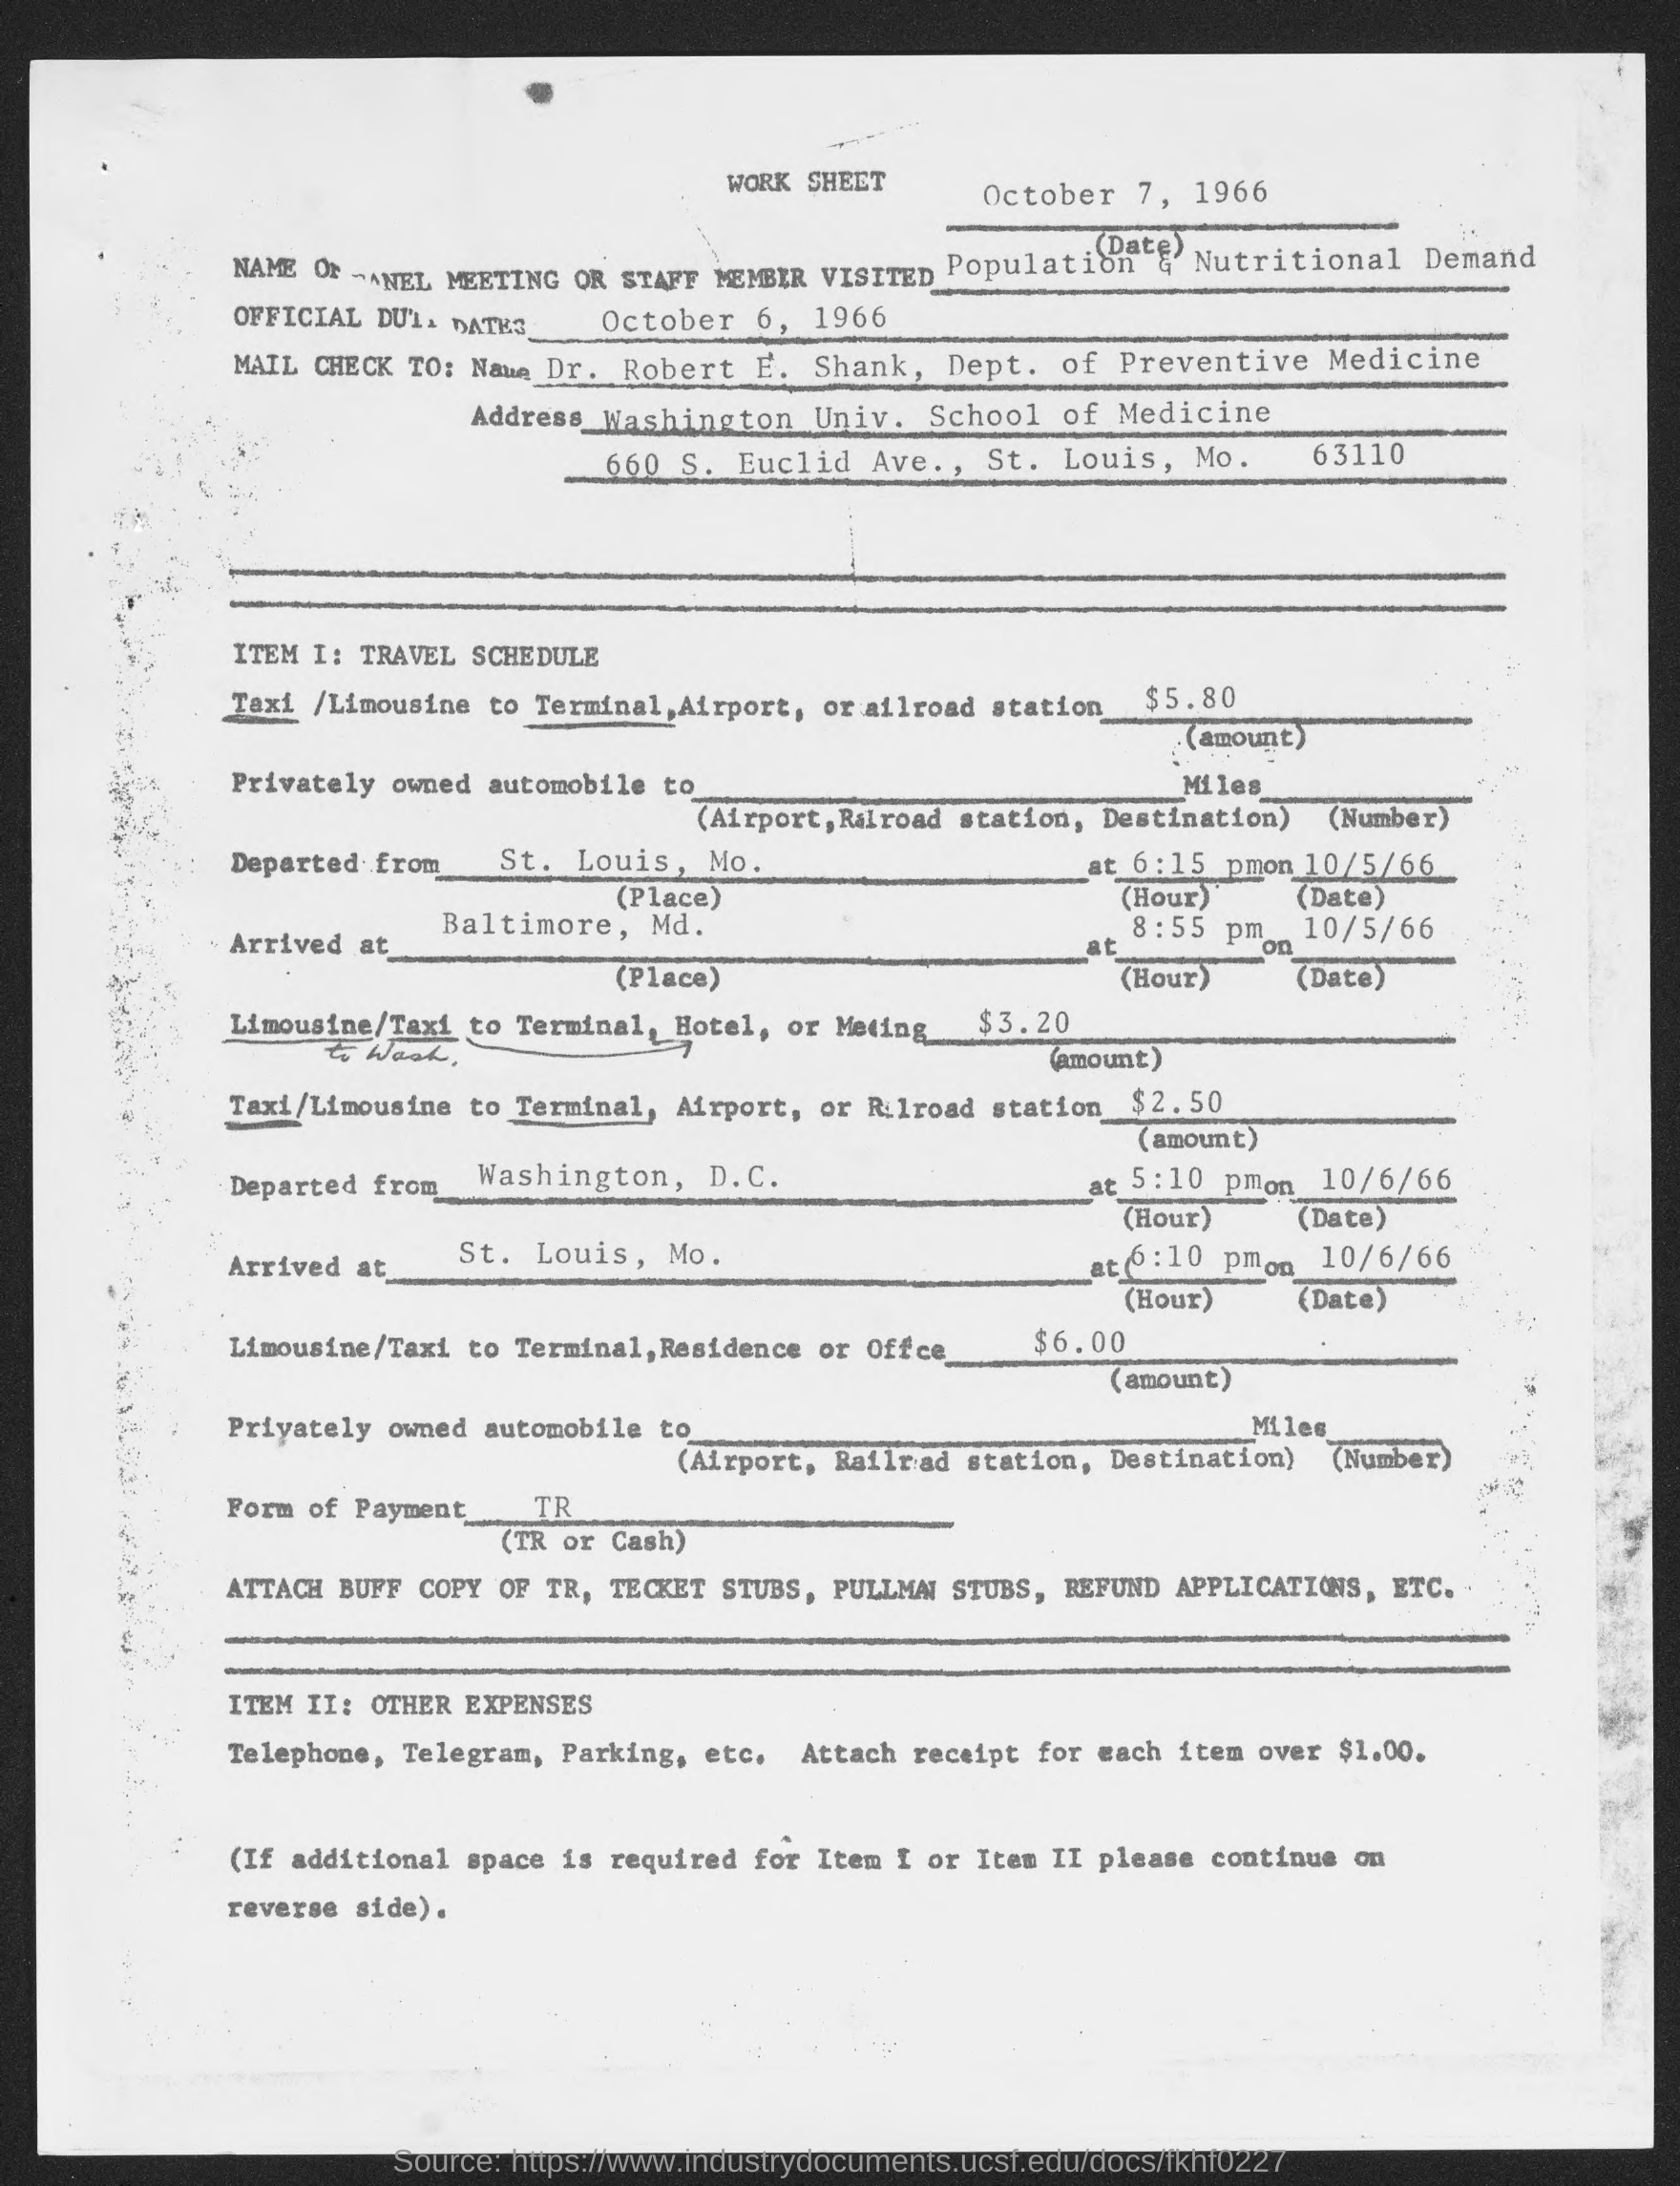 WORK SHEET
October 7, 1966
(Date)
NAME OF PANEL MEETING OR STAFF MEMBER VISITED Population & Nutritional Demand
OFFICIAL DUTY DATES October 6, 1966
MAIL CHECK TO: Name Dr. Robert E. Shank, Dept. of Preventive Medicine
Address Washington Univ. School of Medicine
660 S. Euclid Ave., St. Louis, Mo. 63110
ITEM I: TRAVEL SCHEDULE
Taxi /Limousine to Terminal,Airport, or ailroad station $5.80
(amount)
Privately owned automobile to Miles
(Airport,Railroad station, Destination) (Number)
Departed from St. Louis, Mo. at 6:15 pm on 10/5/66
(Place) (Hour) (Date)
Arrived at Baltimore, Md. at 8:55 pm on 10/5/66
(Place) (Hour) (Date)
Limousine/Taxi to Terminal, Hotel, or Meeting $3.20
to Wash. (amount)
Taxi/Limousine to Terminal, Airport, or Railroad station $2.50
(amount)
Departed from Washington, D.C. at 5:10 pm on 10/6/66
(Hour) (Date)
Arrived at St. Louis, Mo. at 6:10 pm on 10/6/66
(Hour) (Date)
Limousine/Taxi to Terminal,Residence or Offce $6.00
(amount)
Privately owned automobile to Miles
(Airport, Railrad station, Destination) (Number)
Form of Payment TR
(TR or Cash)
ATTACH BUFF COPY OF TR, TECKET STUBS, PULLMAN STUBS, REFUND APPLICATIONS, ETC.
ITEM II: OTHER EXPENSES
Telephone, Telegram, Parking, etc. Attach receipt for each item over $1.00.
(If additional space is required for Item I or Item II please continue on
reverse side).
Source: https://www.industrydocuments.ucsf.edu/docs/fkhf0227